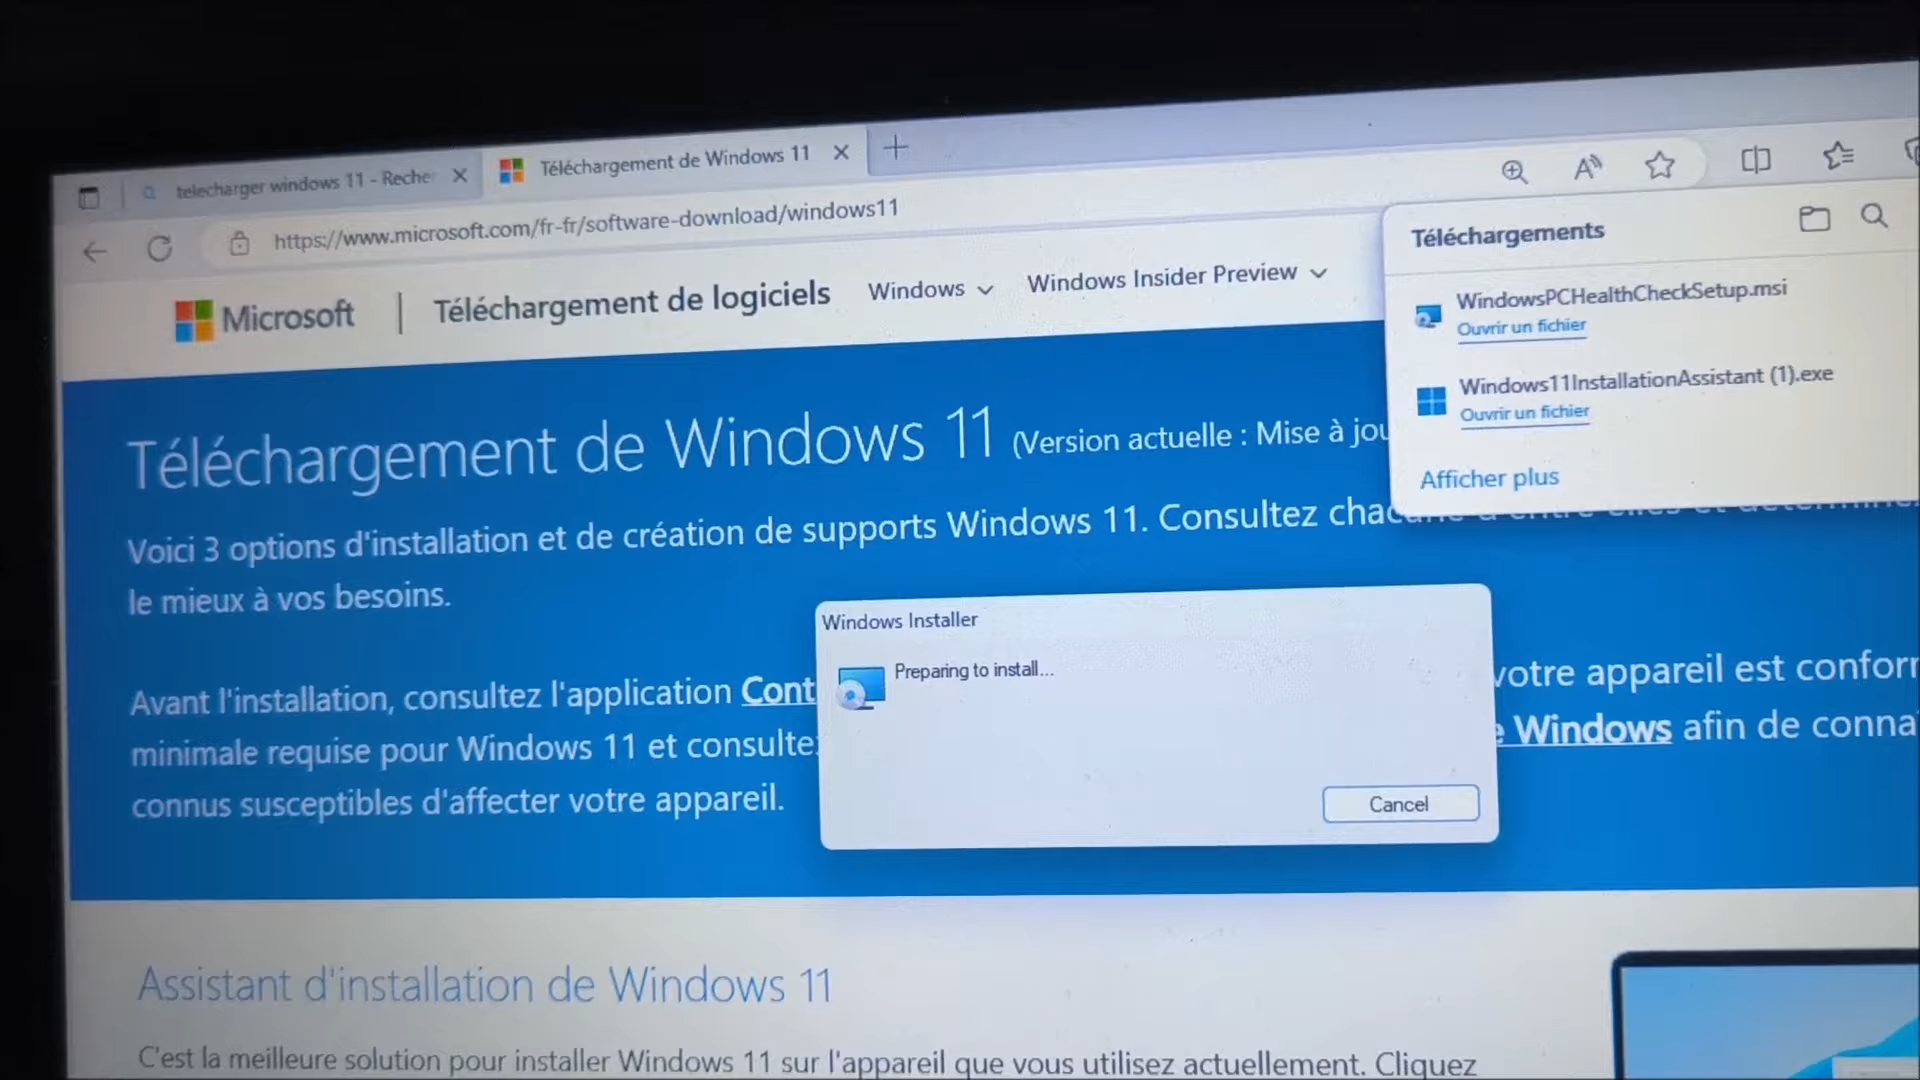 telecharger windows 11 - Recher
Téléchargement de Windows 11
https://www.microsoft.com/fr-fr/software-download/windows11
Microsoft
Téléchargement de logiciels
Windows
Windows Insider Preview
Téléchargements
WindowsPCHealthCheckSetup.msi
Ouvrir un fichier
Windows11InstallationAssistant (1).exe
Ouvrir un fichier
Afficher plus
Téléchargement de Windows 11 (Version actuelle : Mise à jou
Voici 3 options d'installation et de création de supports Windows 11. Consultez
le mieux à vos besoins.
Avant l'installation, consultez l'application Cont
votre appareil est conform
minimale requise pour Windows 11 et consultez
e Windows afin de connaî
connus susceptibles d'affecter votre appareil.
Windows Installer
Preparing to install...
Cancel
Assistant d'installation de Windows 11
C'est la meilleure solution pour installer Windows 11 sur l'appareil que vous utilisez actuellement. Cliquez